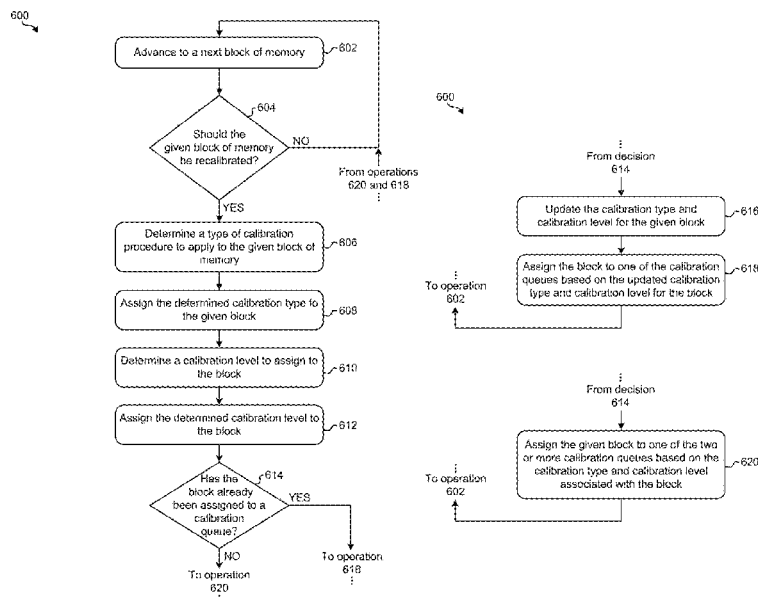 600
Advance to a next block of memory
602
604
Should the
given block of memory
be recalibrated?
NO
From operations
620 and 618
YES
Determine a type of calibration
procedure to apply to the given block of
memory
606
Assign the determined calibration type to
the given block
608
Determine a calibration level to assign to
the block
610
Assign the determined calibration level to
the block
612
614
Has the
block already
been assigned to a
calibration
queue?
YES
NO
To operation
620
To operation
616
600
From decision
614
Update the calibration type and
calibration level for the given block
616
Assign the block to one of the calibration
queues based on the updated calibration
type and calibration level for the block
618
To operation
602
From decision
614
Assign the given block to one of the two
or more calibration queues based on the
calibration type and calibration level
associated with the block
620
To operation
602